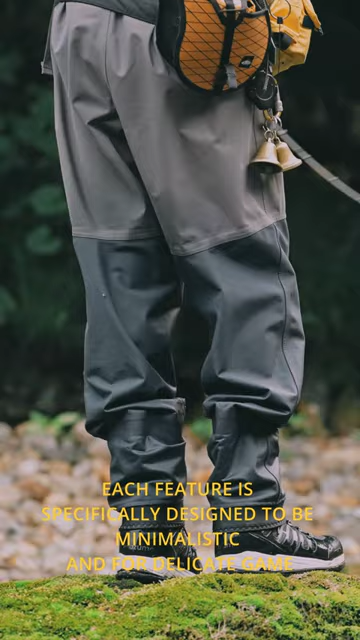 EACH FEATURE IS
SPECIFICALLY DESIGNED TO BE
MINIMALISTIC
AND FOR DELICATE GAME